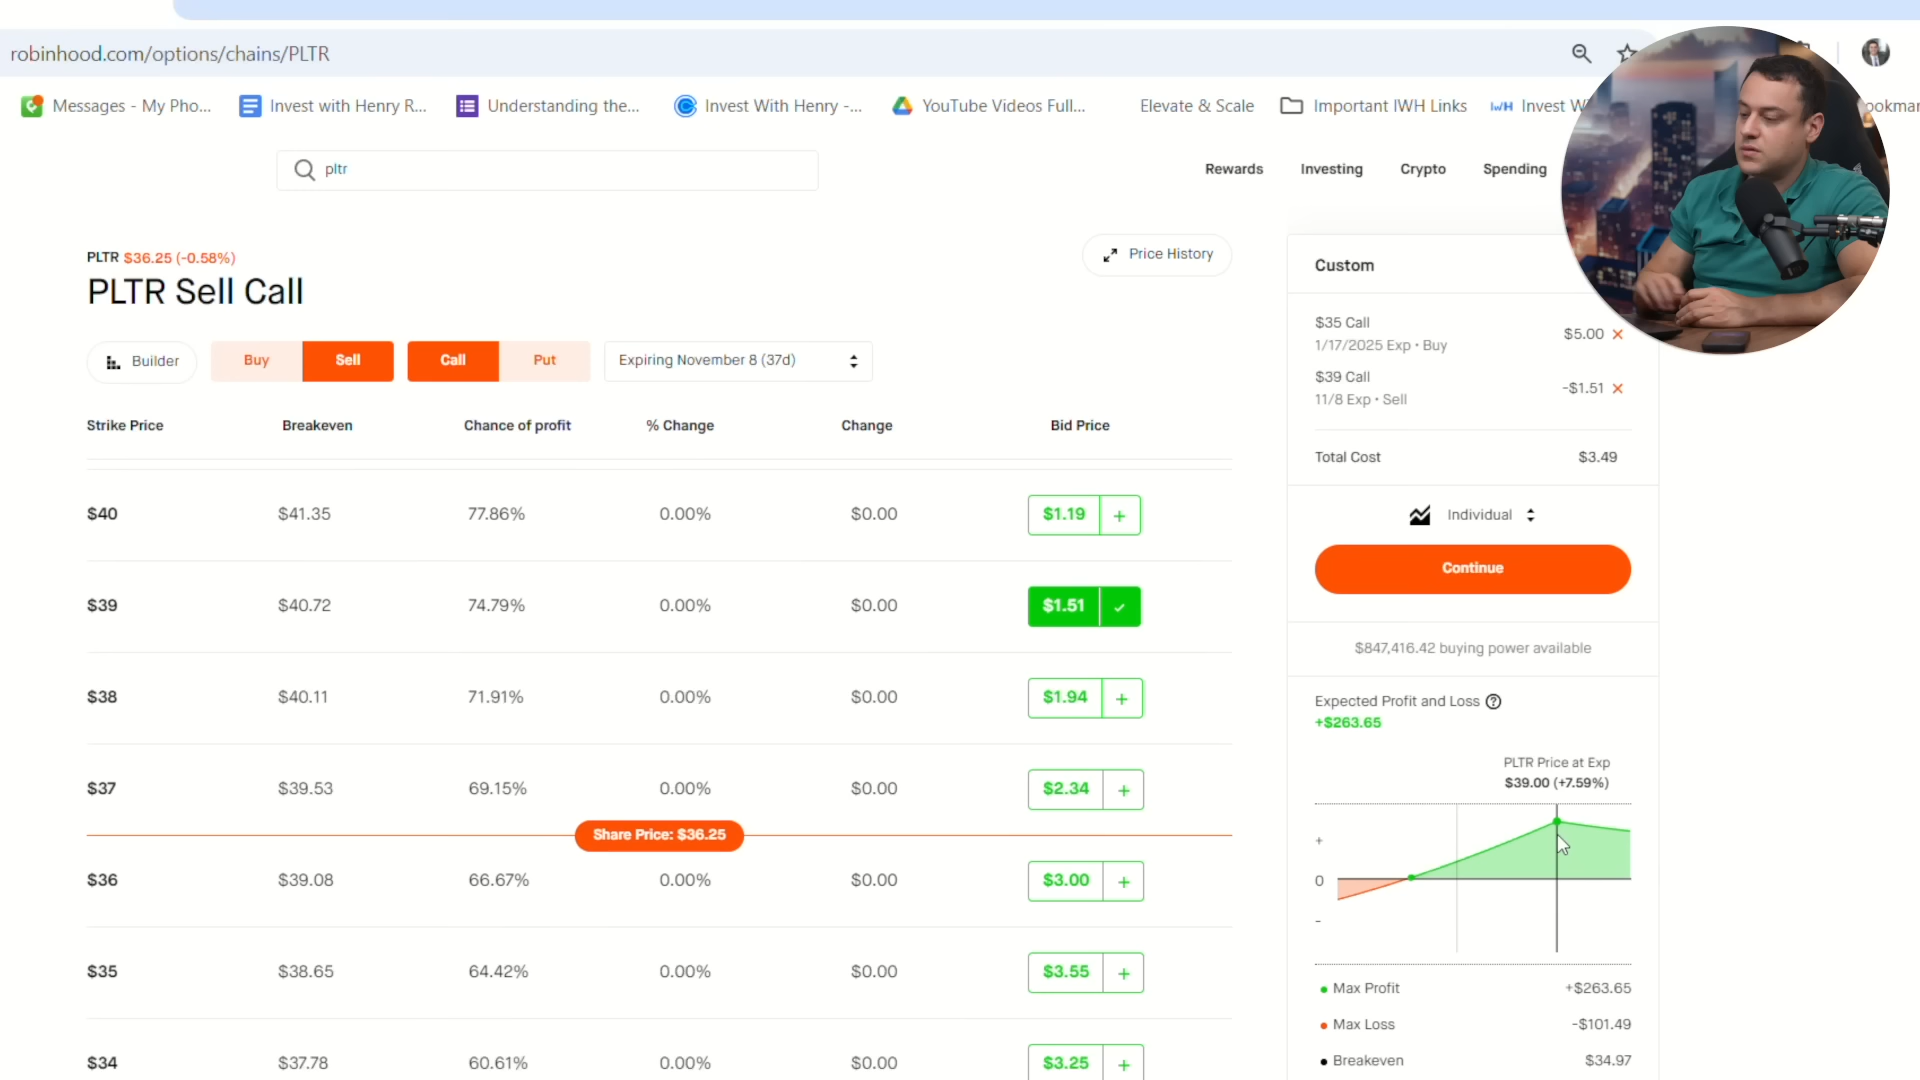 robinhood.com/options/chains/PLTR
Messages - My Pho...
Invest with Henry R...
Understanding the...
Invest With Henry -...
YouTube Videos Full...
Elevate & Scale
Important IWH Links
IWH Invest W
pltr
Rewards
Investing
Crypto
Spending
PLTR $36.25 (-0.58%)
PLTR Sell Call
Price History
Builder
Buy
Sell
Call
Put
Expiring November 8 (37d)
Strike Price Breakeven Chance of profit % Change Change Bid Price
$40 $41.35 77.86% 0.00% $0.00 $1.19 +
$39 $40.72 74.79% 0.00% $0.00 $1.51
$38 $40.11 71.91% 0.00% $0.00 $1.94 +
$37 $39.53 69.15% 0.00% $0.00 $2.34 +
Share Price: $36.25
$36 $39.08 66.67% 0.00% $0.00 $3.00 +
$35 $38.65 64.42% 0.00% $0.00 $3.55 +
$34 $37.78 60.61% 0.00% $0.00 $3.25 +
Custom
$35 Call
1/17/2025 Exp • Buy
$5.00
$39 Call
11/8 Exp • Sell
-$1.51
Total Cost $3.49
Individual
Continue
$847,416.42 buying power available
Expected Profit and Loss ?
+$263.65
PLTR Price at Exp
$39.00 (+7.59%)
+
0
-
Max Profit +$263.65
Max Loss -$101.49
Breakeven $34.97